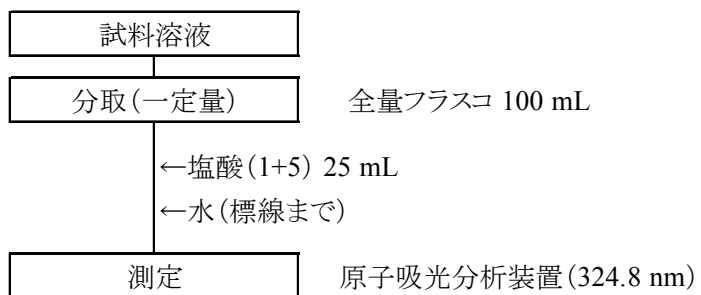 試料溶液
分取(一定量) 全量フラスコ 100 mL
←塩酸(1+5) 25 mL
←水(標線まで)
測定 原子吸光分析装置(324.8 nm)